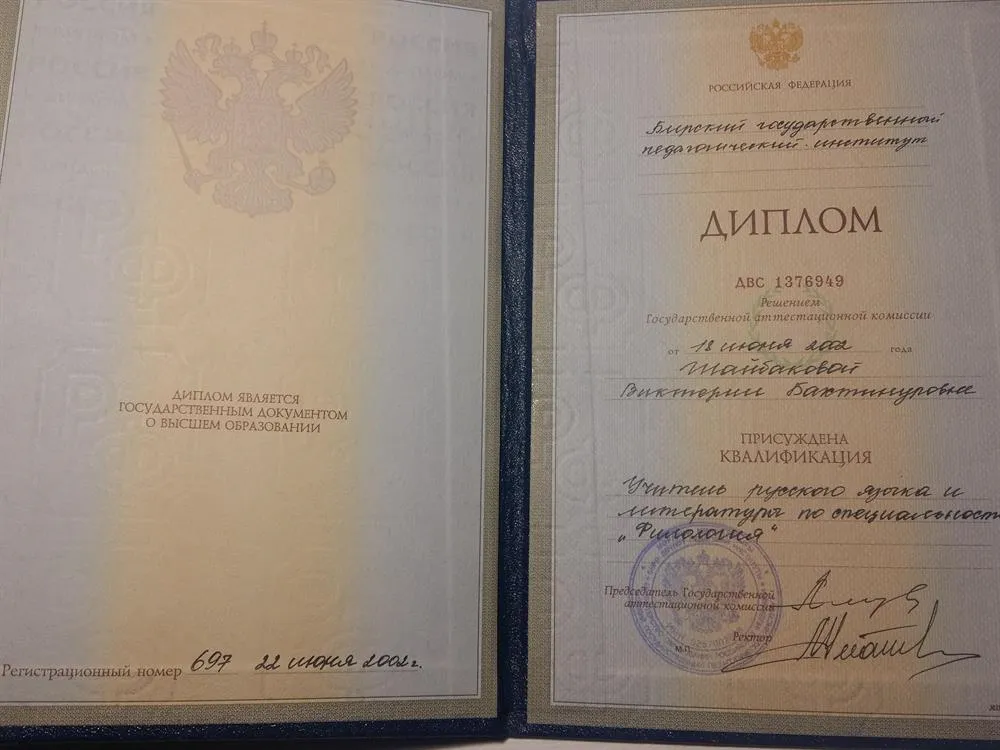 ДИПЛОМ ЯВЛЯЕТСЯ
ГОСУДАРСТВЕННЫМ ДОКУМЕНТОМ
О ВЫСШЕМ ОБРАЗОВАНИИ
Регистрационный номер 697 22 июня 2002 г.
РОССИЙСКАЯ ФЕДЕРАЦИЯ
Бирский государственный
педагогический институт
ДИПЛОМ
ДВС 1376949
Решением
Государственной аттестационной комиссии
от 18 июня 2002 года
Шайбаковой
Виктории Бахтинуровне
ПРИСУЖДЕНА
КВАЛИФИКАЦИЯ
Учитель русского языка и
литературы по специальности
„Филология“
Председатель Государственной
аттестационной комиссии
Ректор
М.П.